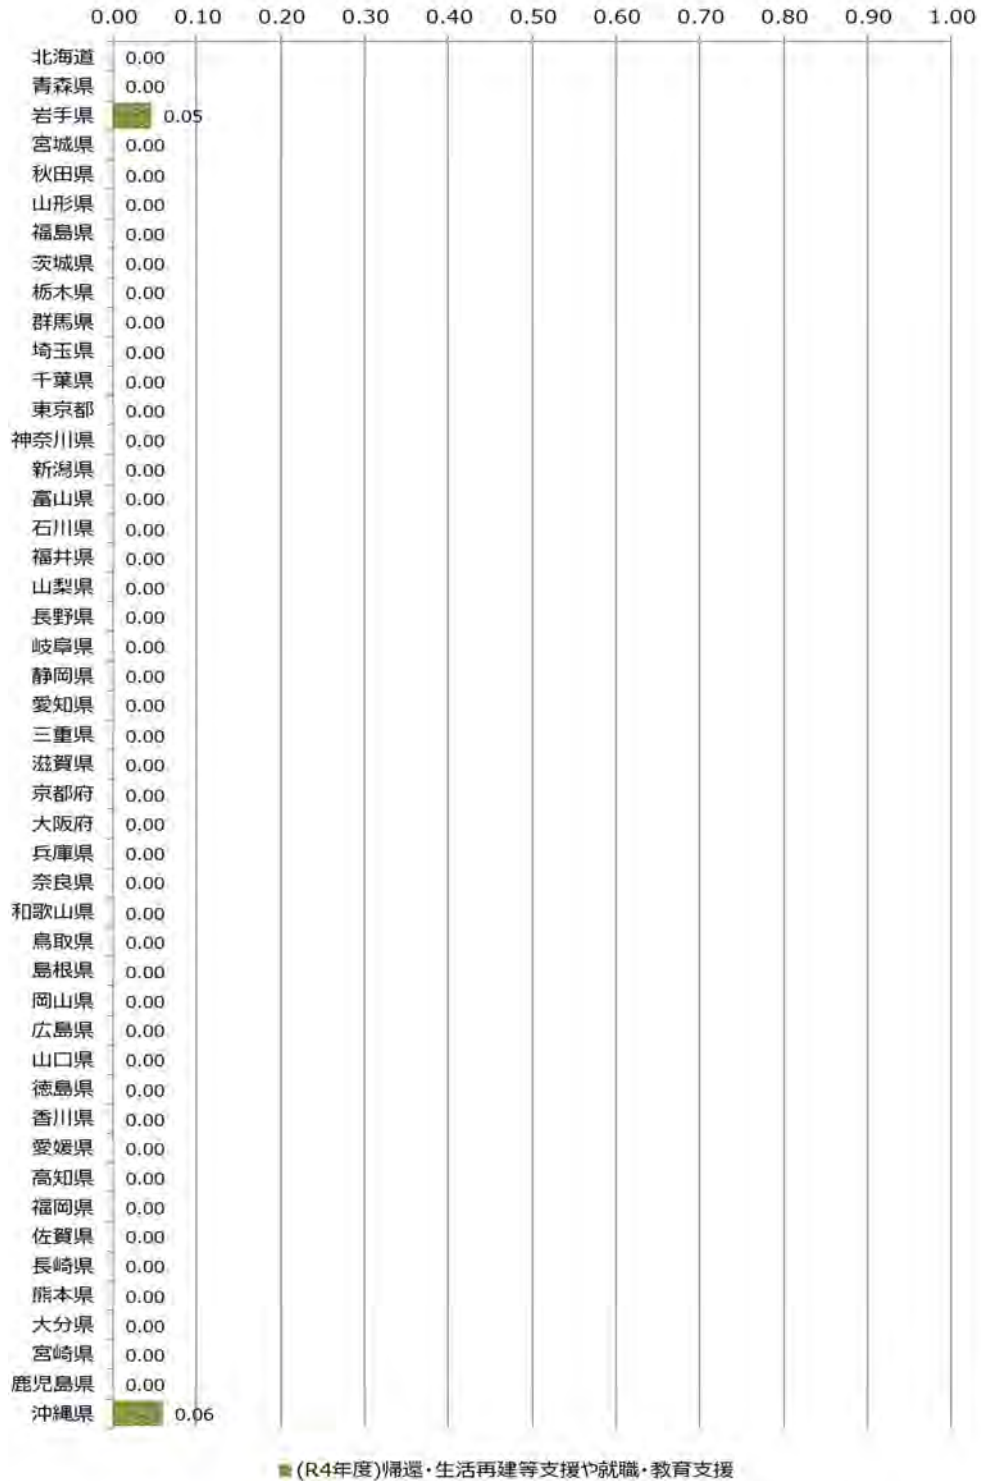 0.00 0.10 0.20 0.30 0.40 0.50 0.60 0.70 0.80 0.90 1.00
北海道 0.00
青森県 0.00
岩手県 0.05
宮城県 0.00
秋田県 0.00
山形県 0.00
福島県 0.00
茨城県 0.00
栃木県 0.00
群馬県 0.00
埼玉県 0.00
千葉県 0.00
東京都 0.00
神奈川県 0.00
新潟県 0.00
富山県 0.00
石川県 0.00
福井県 0.00
山梨県 0.00
長野県 0.00
岐阜県 0.00
静岡県 0.00
愛知県 0.00
三重県 0.00
滋賀県 0.00
京都府 0.00
大阪府 0.00
兵庫県 0.00
奈良県 0.00
和歌山県 0.00
鳥取県 0.00
島根県 0.00
岡山県 0.00
広島県 0.00
山口県 0.00
徳島県 0.00
香川県 0.00
愛媛県 0.00
高知県 0.00
福岡県 0.00
佐賀県 0.00
長崎県 0.00
熊本県 0.00
大分県 0.00
宮崎県 0.00
鹿児島県 0.00
沖縄県 0.06
(R4年度)帰還・生活再建等支援や就職・教育支援